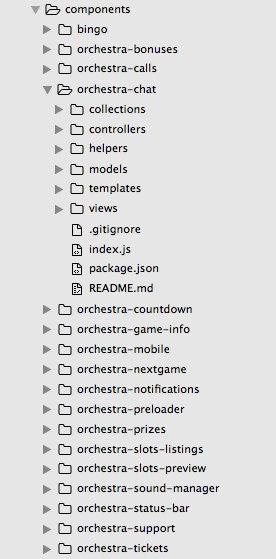 components
bingo
orchestra-bonuses
orchestra-calls
orchestra-chat
collections
controllers
helpers
models
templates
views
.gitignore
index.js
package.json
README.md
orchestra-countdown
orchestra-game-info
orchestra-mobile
orchestra-nextgame
orchestra-notifications
orchestra-preloader
orchestra-prizes
orchestra-slots-listings
orchestra-slots-preview
orchestra-sound-manager
orchestra-status-bar
orchestra-support
orchestra-tickets